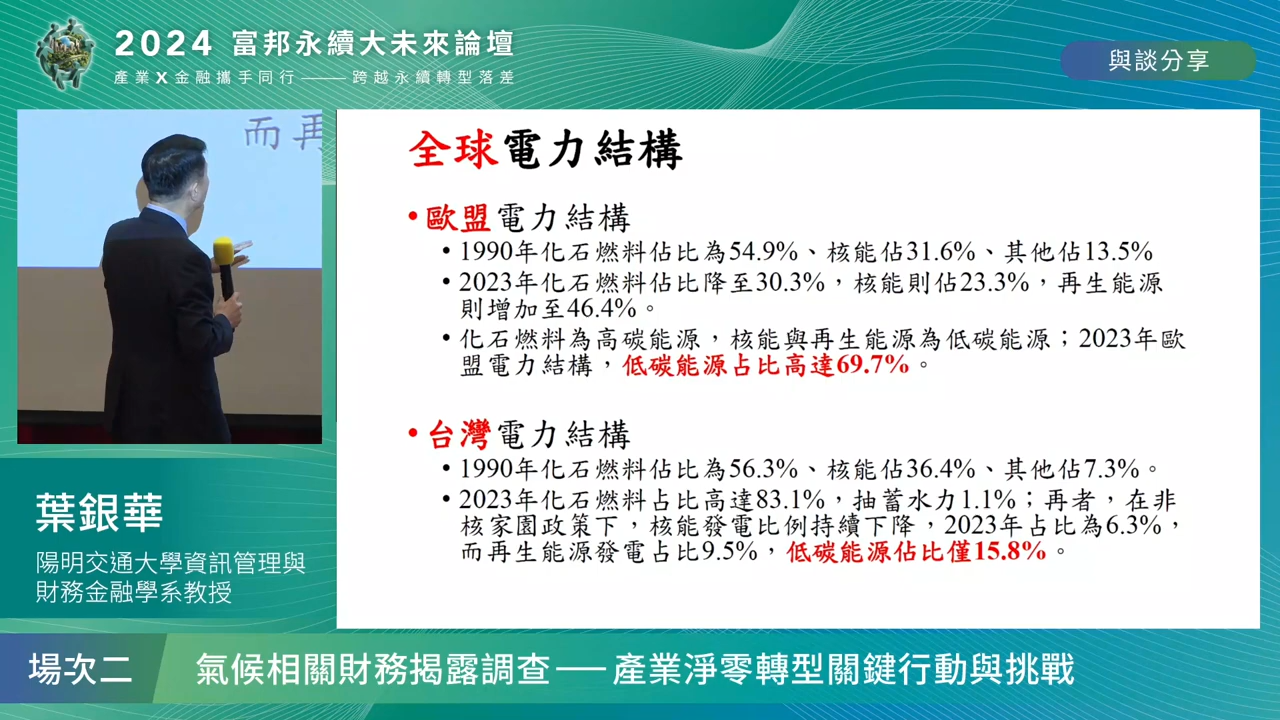 2024 富邦永續大未來論壇
產業X金融攜手同行——跨越永續轉型落差
與談分享
而再
全球電力結構
•歐盟電力結構
• 1990年化石燃料佔比為54.9%、核能佔31.6%、其他佔13.5%
• 2023年化石燃料佔比降至30.3%,核能則佔23.3%,再生能源
則增加至46.4%。
• 化石燃料為高碳能源,核能與再生能源為低碳能源;2023年歐
盟電力結構,低碳能源占比高達69.7%。
•台灣電力結構
• 1990年化石燃料佔比為56.3%、核能佔36.4%、其他佔7.3%。
• 2023年化石燃料占比高達83.1%,抽蓄水力1.1%;再者,在非
核家園政策下,核能發電比例持續下降,2023年占比為6.3%,
而再生能源發電占比9.5%,低碳能源佔比僅15.8%。
葉銀華
陽明交通大學資訊管理與
財務金融學系教授
場次二
氣候相關財務揭露調查——產業淨零轉型關鍵行動與挑戰